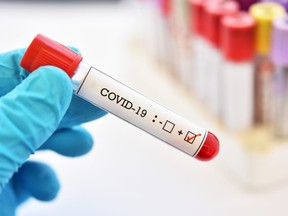 COVID-19 : - ☐ + ☑